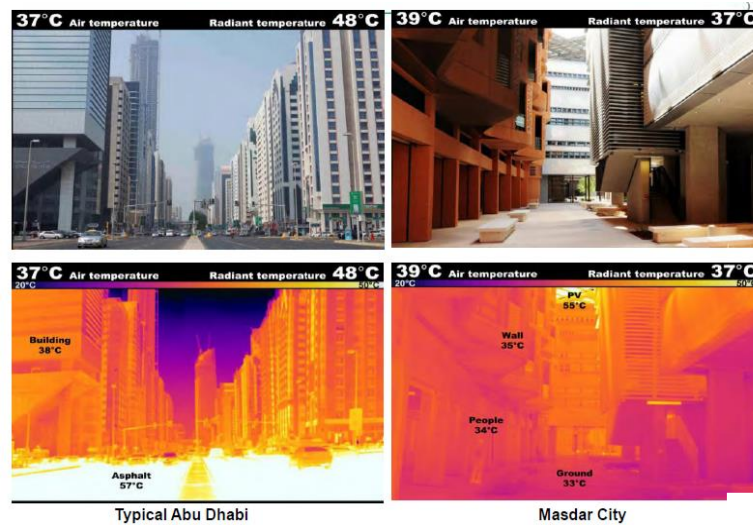 37°C Air temperature Radiant temperature 48°C
39°C Air temperature Radiant temperature 37°C
37°C Air temperature Radiant temperature 48°C
20°C 50°C
39°C Air temperature Radiant temperature 37°C
20°C
Building
38°C
Asphalt
57°C
PV
55°C
Wall
35°C
People
34°C
Ground
33°C
Typical Abu Dhabi
Masdar City